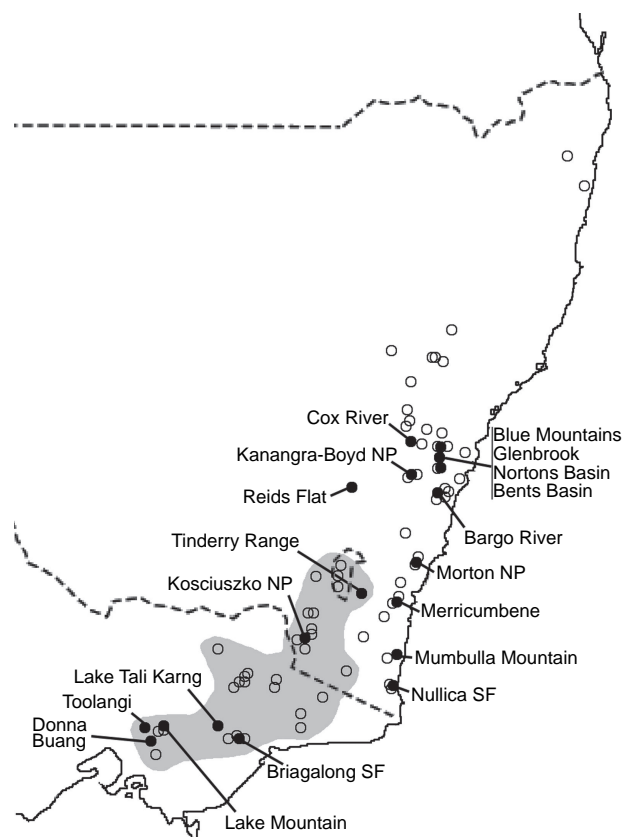 Cox River
Blue Mountains
Glenbrook
Nortons Basin
Bents Basin
Kanangra-Boyd NP
Reids Flat
Bargo River
Tinderry Range
Morton NP
Kosciuszko NP
Merricumbene
Mumbulla Mountain
Lake Tali Karng
Nullica SF
Toolangi
Donna
Buang
Briagalong SF
Lake Mountain